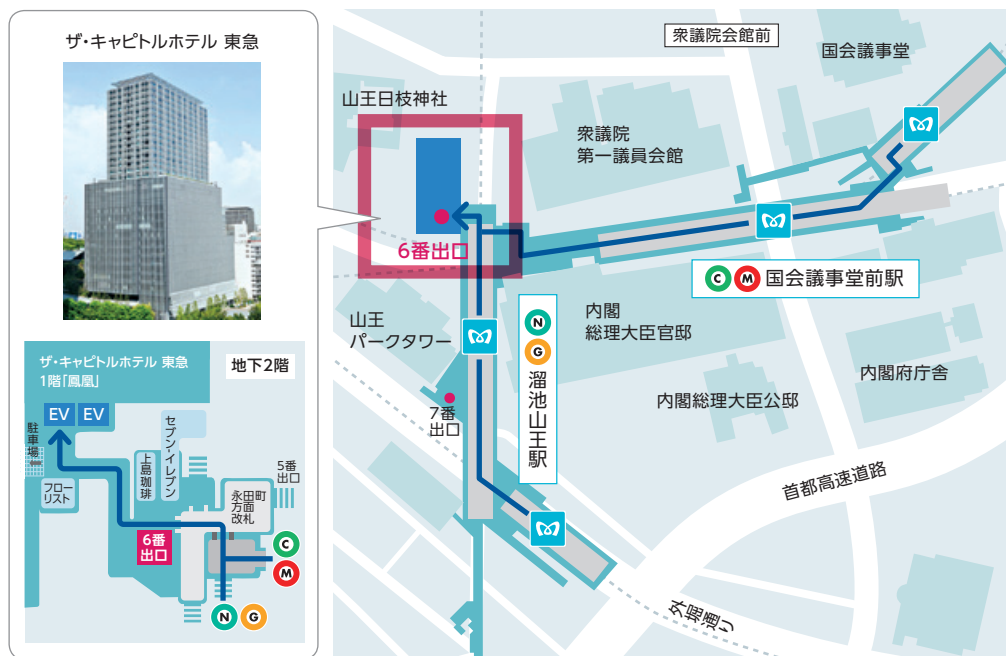 ザ・キャピトルホテル 東急
ザ・キャピトルホテル 東急
1階「鳳凰」
地下2階
EV EV
駐車場
フロー
リスト
上島珈琲
セブン-イレブン
5番
出口
永田町
方面
改札
6番
出口
C
M
N G
衆議院会館前
国会議事堂
山王日枝神社
衆議院
第一議員会館
6番出口
C M 国会議事堂前駅
山王
パークタワー
N
G
溜池山王駅
内閣
総理大臣官邸
内閣府庁舎
7番
出口
内閣総理大臣公邸
首都高速道路
外堀通り